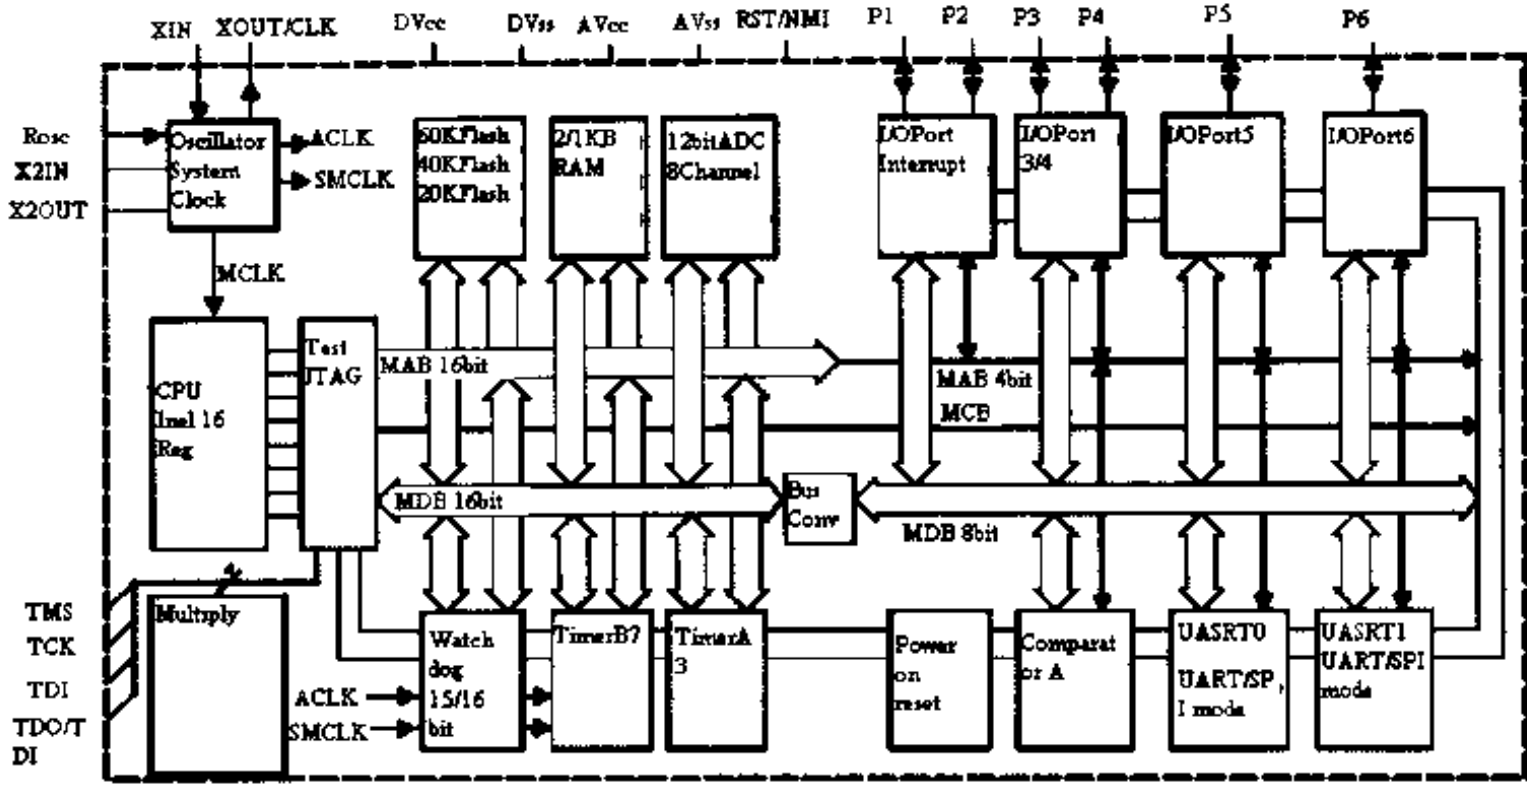 XIN
XOUT/CLK
DVcc
DVss
AVcc
AVss
RST/NMI
P1
P2
P3
P4
P5
P6
Rosc
X2IN
X2OUT
Oscillator
System
Clock
ACLK
SMCLK
MCLK
60KFlash
40KFlash
20KFlash
2/1KB
RAM
12bitADC
8Channel
I/OPort
Interrupt
I/OPort
3/4
I/OPort5
I/OPort6
CPU
Inel 16
Reg
Test
JTAG
MAB 16bit
MAB 4bit
MCB
MDB 16bit
Bus
Conv
MDB 8bit
4
TMS
TCK
TDI
TDO/T
DI
Multiply
ACLK
SMCLK
Watch
dog
15/16
bit
TimerB7
TimerA
3
Power
on
reset
Comparat
or A
UASRT0
UART/SP
I mode
UASRT1
UART/SPI
mode